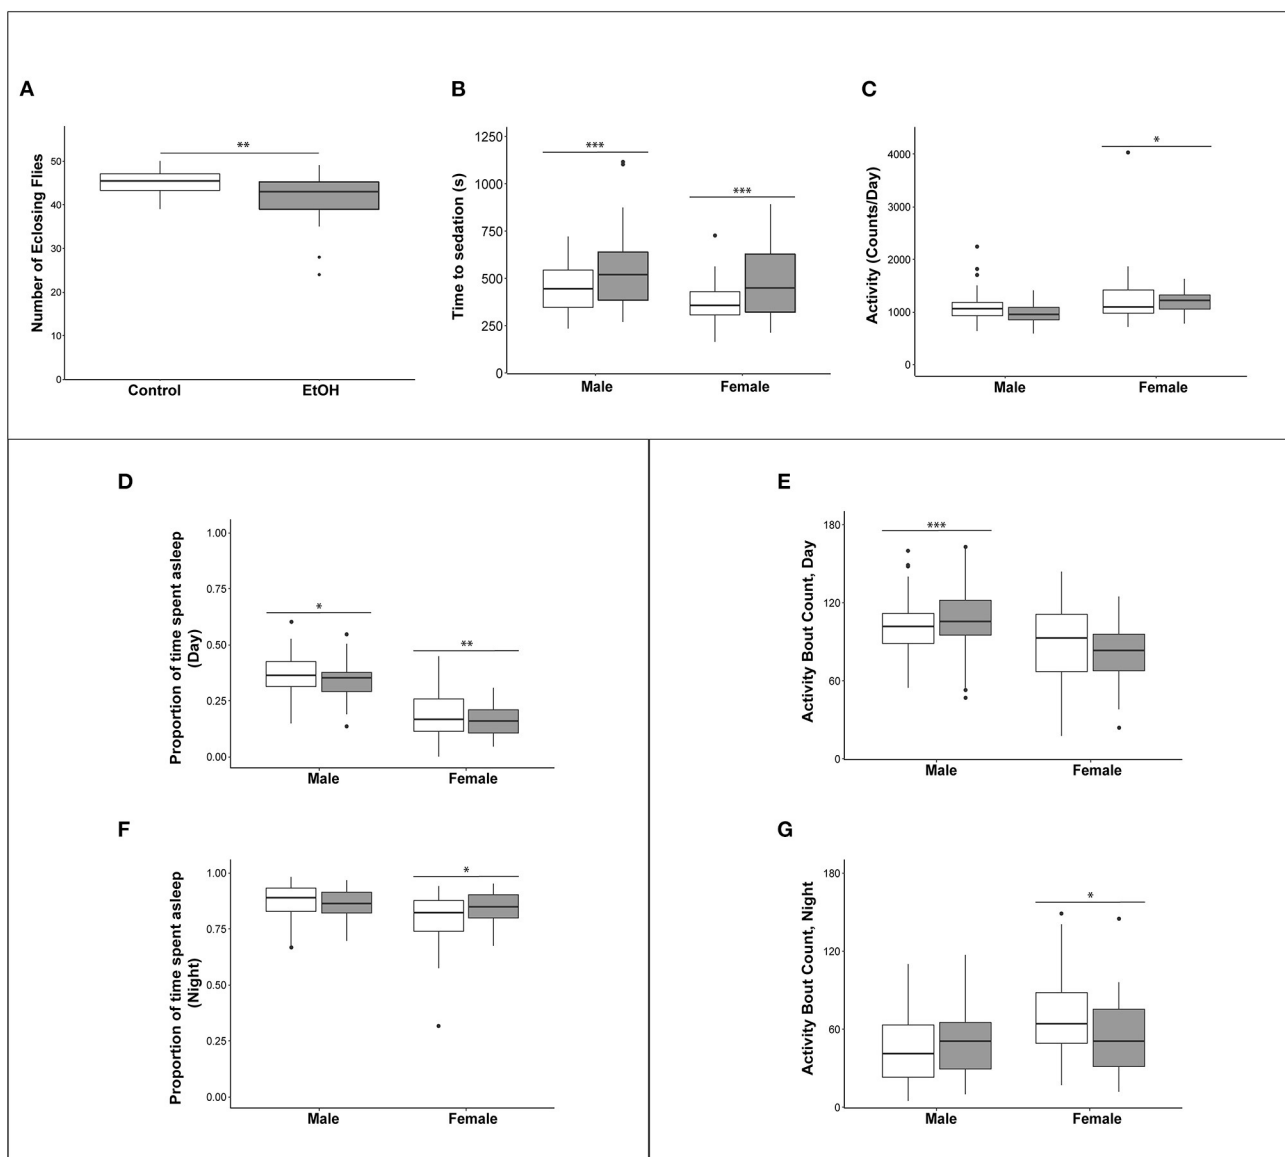 A
Number of Eclosing Flies
50
40
30
20
10
0
**
Control
EtOH
B
Time to sedation (s)
1250
1000
750
500
250
0
***
***
Male
Female
C
Activity (Counts/Day)
4000
3000
2000
1000
0
*
Male
Female
D
Proportion of time spent asleep
(Day)
1.00
0.75
0.50
0.25
0.00
*
**
Male
Female
E
Activity Bout Count, Day
180
120
60
0
***
Male
Female
F
Proportion of time spent asleep
(Night)
1.00
0.75
0.50
0.25
0.00
*
Male
Female
G
Activity Bout Count, Night
180
120
60
0
*
Male
Female